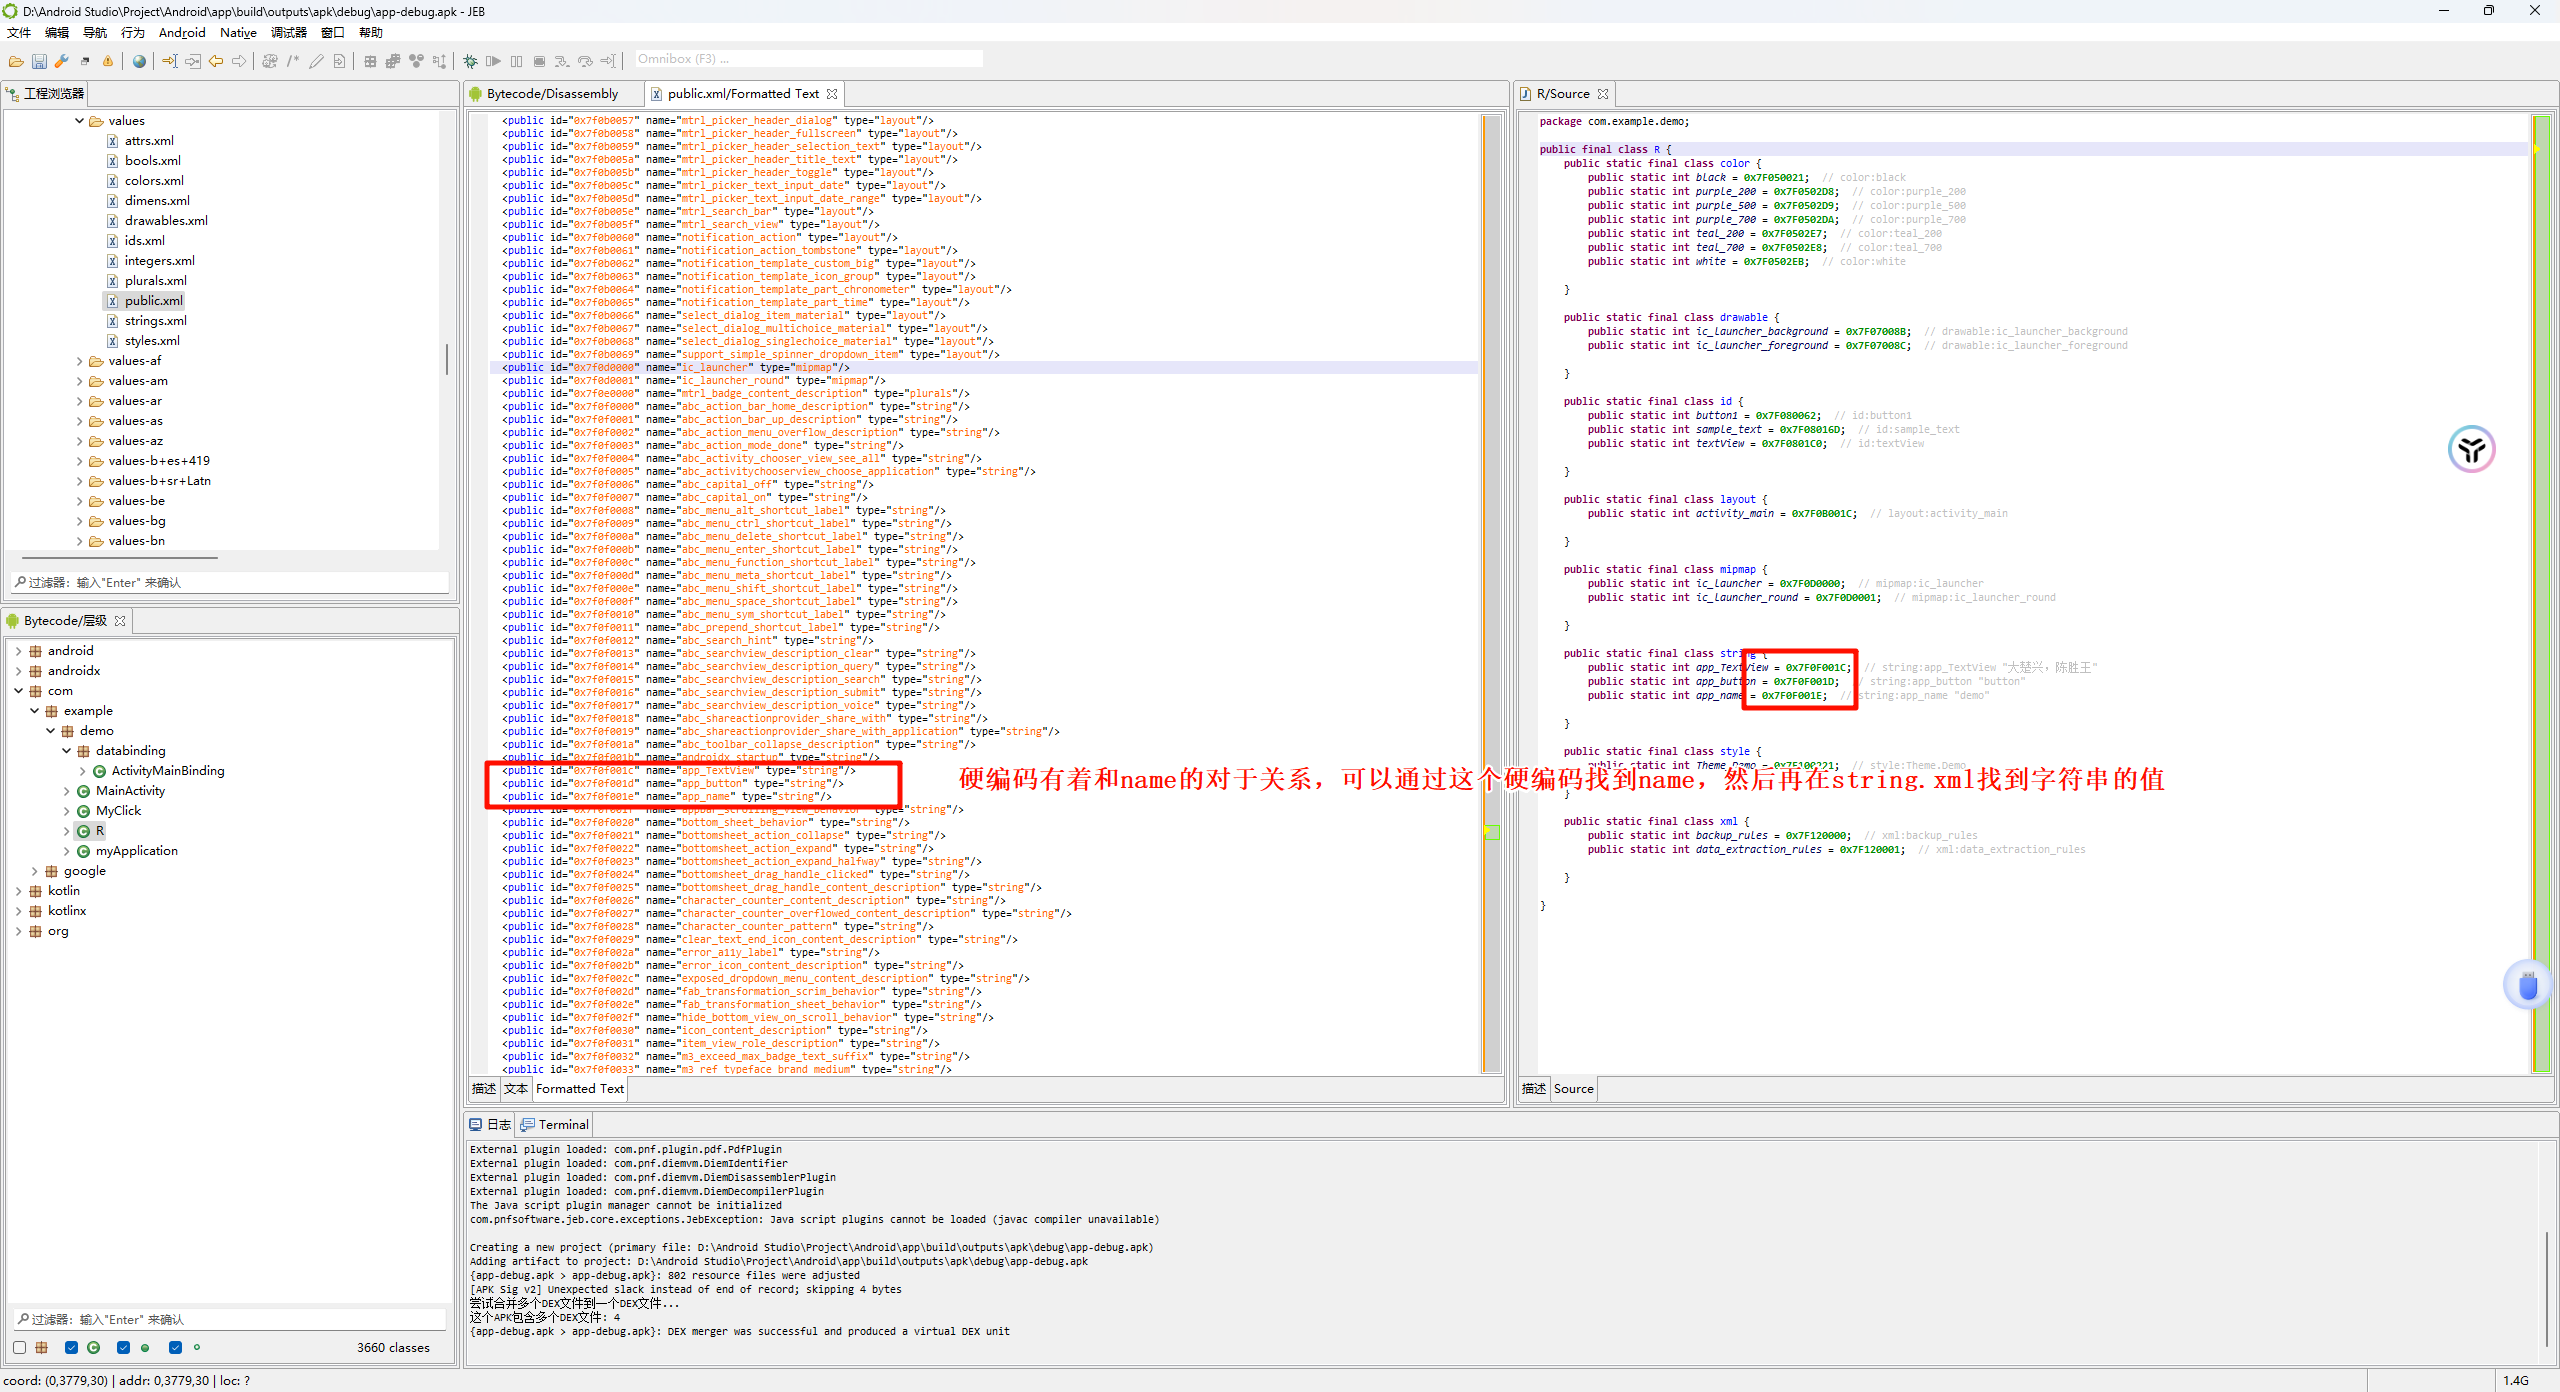 D:\Android Studio\Project\Android\app\build\outputs\apk\debug\app-debug.apk - JEB
文件 编辑 导航 行为 Android Native 调试器 窗口 帮助
Omnibox (F3) ...
工程浏览器
values
attrs.xml
bools.xml
colors.xml
dimens.xml
drawables.xml
ids.xml
integers.xml
plurals.xml
public.xml
strings.xml
styles.xml
values-af
values-am
values-ar
values-as
values-az
values-b+es+419
values-b+sr+Latn
values-be
values-bg
values-bn
过滤器: 输入"Enter" 来确认
Bytecode/层级
android
androidx
com
example
demo
databinding
ActivityMainBinding
MainActivity
MyClick
R
myApplication
google
kotlin
kotlinx
org
过滤器: 输入"Enter" 来确认
3660 classes
Bytecode/Disassembly public.xml/Formatted Text
<public id="0x7f0b0057" name="mtrl_picker_header_dialog" type="layout"/>
<public id="0x7f0b0058" name="mtrl_picker_header_fullscreen" type="layout"/>
<public id="0x7f0b0059" name="mtrl_picker_header_selection_text" type="layout"/>
<public id="0x7f0b005a" name="mtrl_picker_header_title_text" type="layout"/>
<public id="0x7f0b005b" name="mtrl_picker_header_toggle" type="layout"/>
<public id="0x7f0b005c" name="mtrl_picker_text_input_date" type="layout"/>
<public id="0x7f0b005d" name="mtrl_picker_text_input_date_range" type="layout"/>
<public id="0x7f0b005e" name="mtrl_search_bar" type="layout"/>
<public id="0x7f0b005f" name="mtrl_search_view" type="layout"/>
<public id="0x7f0b0060" name="notification_action" type="layout"/>
<public id="0x7f0b0061" name="notification_action_tombstone" type="layout"/>
<public id="0x7f0b0062" name="notification_template_custom_big" type="layout"/>
<public id="0x7f0b0063" name="notification_template_icon_group" type="layout"/>
<public id="0x7f0b0064" name="notification_template_part_chronometer" type="layout"/>
<public id="0x7f0b0065" name="notification_template_part_time" type="layout"/>
<public id="0x7f0b0066" name="select_dialog_item_material" type="layout"/>
<public id="0x7f0b0067" name="select_dialog_multichoice_material" type="layout"/>
<public id="0x7f0b0068" name="select_dialog_singlechoice_material" type="layout"/>
<public id="0x7f0b0069" name="support_simple_spinner_dropdown_item" type="layout"/>
<public id="0x7f0d0000" name="ic_launcher" type="mipmap"/>
<public id="0x7f0d0001" name="ic_launcher_round" type="mipmap"/>
<public id="0x7f0e0000" name="mtrl_badge_content_description" type="plurals"/>
<public id="0x7f0f0000" name="abc_action_bar_home_description" type="string"/>
<public id="0x7f0f0001" name="abc_action_bar_up_description" type="string"/>
<public id="0x7f0f0002" name="abc_action_menu_overflow_description" type="string"/>
<public id="0x7f0f0003" name="abc_action_mode_done" type="string"/>
<public id="0x7f0f0004" name="abc_activity_chooser_view_see_all" type="string"/>
<public id="0x7f0f0005" name="abc_activitychooserview_choose_application" type="string"/>
<public id="0x7f0f0006" name="abc_capital_off" type="string"/>
<public id="0x7f0f0007" name="abc_capital_on" type="string"/>
<public id="0x7f0f0008" name="abc_menu_alt_shortcut_label" type="string"/>
<public id="0x7f0f0009" name="abc_menu_ctrl_shortcut_label" type="string"/>
<public id="0x7f0f000a" name="abc_menu_delete_shortcut_label" type="string"/>
<public id="0x7f0f000b" name="abc_menu_enter_shortcut_label" type="string"/>
<public id="0x7f0f000c" name="abc_menu_function_shortcut_label" type="string"/>
<public id="0x7f0f000d" name="abc_menu_meta_shortcut_label" type="string"/>
<public id="0x7f0f000e" name="abc_menu_shift_shortcut_label" type="string"/>
<public id="0x7f0f000f" name="abc_menu_space_shortcut_label" type="string"/>
<public id="0x7f0f0010" name="abc_menu_sym_shortcut_label" type="string"/>
<public id="0x7f0f0011" name="abc_prepend_shortcut_label" type="string"/>
<public id="0x7f0f0012" name="abc_search_hint" type="string"/>
<public id="0x7f0f0013" name="abc_searchview_description_clear" type="string"/>
<public id="0x7f0f0014" name="abc_searchview_description_query" type="string"/>
<public id="0x7f0f0015" name="abc_searchview_description_search" type="string"/>
<public id="0x7f0f0016" name="abc_searchview_description_submit" type="string"/>
<public id="0x7f0f0017" name="abc_searchview_description_voice" type="string"/>
<public id="0x7f0f0018" name="abc_shareactionprovider_share_with" type="string"/>
<public id="0x7f0f0019" name="abc_shareactionprovider_share_with_application" type="string"/>
<public id="0x7f0f001a" name="abc_toolbar_collapse_description" type="string"/>
<public id="0x7f0f001b" name="androidx_startup" type="string"/>
<public id="0x7f0f001c" name="app_TextView" type="string"/>
<public id="0x7f0f001d" name="app_button" type="string"/>
<public id="0x7f0f001e" name="app_name" type="string"/>
<public id="0x7f0f001f" name="appbar_scrolling_view_behavior" type="string"/>
<public id="0x7f0f0020" name="bottom_sheet_behavior" type="string"/>
<public id="0x7f0f0021" name="bottomsheet_action_collapse" type="string"/>
<public id="0x7f0f0022" name="bottomsheet_action_expand" type="string"/>
<public id="0x7f0f0023" name="bottomsheet_action_expand_halfway" type="string"/>
<public id="0x7f0f0024" name="bottomsheet_drag_handle_clicked" type="string"/>
<public id="0x7f0f0025" name="bottomsheet_drag_handle_content_description" type="string"/>
<public id="0x7f0f0026" name="character_counter_content_description" type="string"/>
<public id="0x7f0f0027" name="character_counter_overflowed_content_description" type="string"/>
<public id="0x7f0f0028" name="character_counter_pattern" type="string"/>
<public id="0x7f0f0029" name="clear_text_end_icon_content_description" type="string"/>
<public id="0x7f0f002a" name="error_a11y_label" type="string"/>
<public id="0x7f0f002b" name="error_icon_content_description" type="string"/>
<public id="0x7f0f002c" name="exposed_dropdown_menu_content_description" type="string"/>
<public id="0x7f0f002d" name="fab_transformation_scrim_behavior" type="string"/>
<public id="0x7f0f002e" name="fab_transformation_sheet_behavior" type="string"/>
<public id="0x7f0f002f" name="hide_bottom_view_on_scroll_behavior" type="string"/>
<public id="0x7f0f0030" name="icon_content_description" type="string"/>
<public id="0x7f0f0031" name="item_view_role_description" type="string"/>
<public id="0x7f0f0032" name="m3_exceed_max_badge_text_suffix" type="string"/>
<public id="0x7f0f0033" name="m3_ref_typeface_brand_medium" type="string"/>
描述 文本 Formatted Text
硬编码有着和name的对于关系，可以通过这个硬编码找到name，然后再在string.xml找到字符串的值
R/Source
package com.example.demo;
public final class R {
public static final class color {
public static int black = 0x7F050021; // color:black
public static int purple_200 = 0x7F0502D8; // color:purple_200
public static int purple_500 = 0x7F0502D9; // color:purple_500
public static int purple_700 = 0x7F0502DA; // color:purple_700
public static int teal_200 = 0x7F0502E7; // color:teal_200
public static int teal_700 = 0x7F0502E8; // color:teal_700
public static int white = 0x7F0502EB; // color:white
}
public static final class drawable {
public static int ic_launcher_background = 0x7F07008B; // drawable:ic_launcher_background
public static int ic_launcher_foreground = 0x7F07008C; // drawable:ic_launcher_foreground
}
public static final class id {
public static int button1 = 0x7F080062; // id:button1
public static int sample_text = 0x7F08016D; // id:sample_text
public static int textView = 0x7F0801C0; // id:textView
}
public static final class layout {
public static int activity_main = 0x7F0B001C; // layout:activity_main
}
public static final class mipmap {
public static int ic_launcher = 0x7F0D0000; // mipmap:ic_launcher
public static int ic_launcher_round = 0x7F0D0001; // mipmap:ic_launcher_round
}
public static final class string {
public static int app_TextView = 0x7F0F001C; // string:app_TextView "大楚兴，陈胜王"
public static int app_button = 0x7F0F001D; // string:app_button "button"
public static int app_name = 0x7F0F001E; // string:app_name "demo"
}
public static final class style {
public static int Theme_Demo = 0x7F100221; // style:Theme.Demo
}
public static final class xml {
public static int backup_rules = 0x7F120000; // xml:backup_rules
public static int data_extraction_rules = 0x7F120001; // xml:data_extraction_rules
}
}
描述 Source
日志 Terminal
External plugin loaded: com.pnf.plugin.pdf.PdfPlugin
External plugin loaded: com.pnf.diemvm.DiemIdentifier
External plugin loaded: com.pnf.diemvm.DiemDisassemblerPlugin
External plugin loaded: com.pnf.diemvm.DiemDecompilerPlugin
The Java script plugin manager cannot be initialized
com.pnfsoftware.jeb.core.exceptions.JebException: Java script plugins cannot be loaded (javac compiler unavailable)
Creating a new project (primary file: D:\Android Studio\Project\Android\app\build\outputs\apk\debug\app-debug.apk)
Adding artifact to project: D:\Android Studio\Project\Android\app\build\outputs\apk\debug\app-debug.apk
{app-debug.apk > app-debug.apk}: 802 resource files were adjusted
[APK Sig v2] Unexpected slack instead of end of record; skipping 4 bytes
尝试合并多个DEX文件到一个DEX文件...
这个APK包含多个DEX文件: 4
{app-debug.apk > app-debug.apk}: DEX merger was successful and produced a virtual DEX unit
coord: (0,3779,30) | addr: 0,3779,30 | loc: ?
1.4G